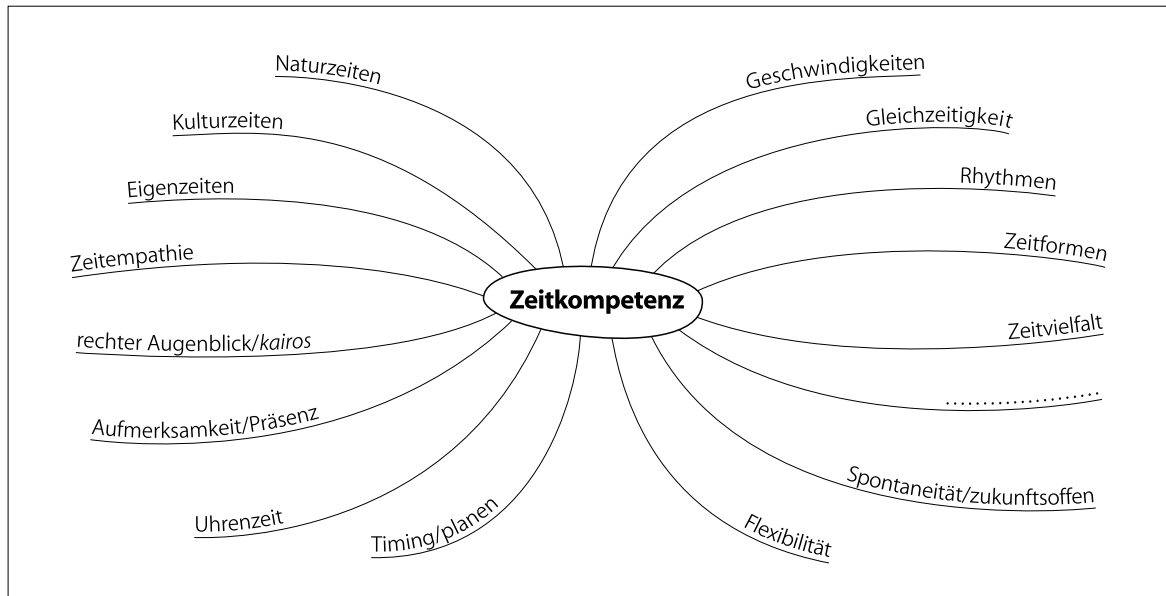 Naturzeiten
Kulturzeiten
Eigenzeiten
Zeitempathie
rechter Augenblick/kairos
Aufmerksamkeit/Präsenz
Uhrenzeit
Timing/planen
Zeitkompetenz
Geschwindigkeiten
Gleichzeitigkeit
Rhythmen
Zeitformen
Zeitvielfalt
....................
Spontaneität/zukunftsoffen
Flexibilität